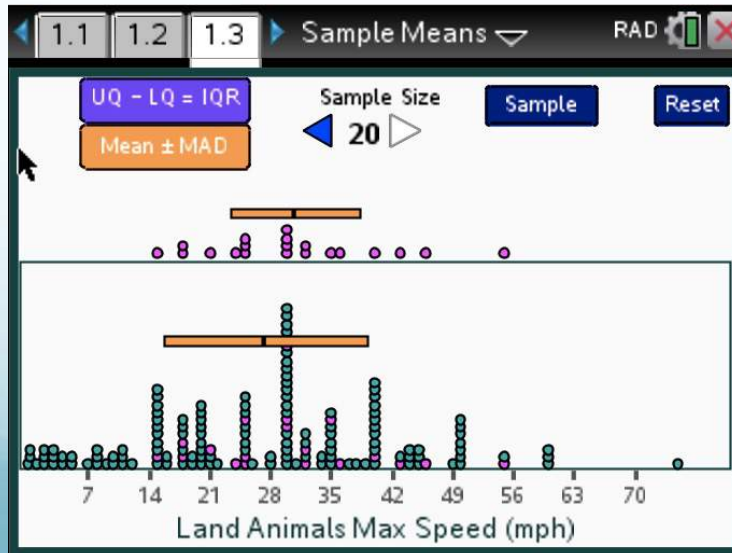 1.1 1.2 1.3 Sample Means RAD
UQ - LQ = IQR Sample Size Sample Reset
20
Mean ± MAD
7 14 21 28 35 42 49 56 63 70
Land Animals Max Speed (mph)